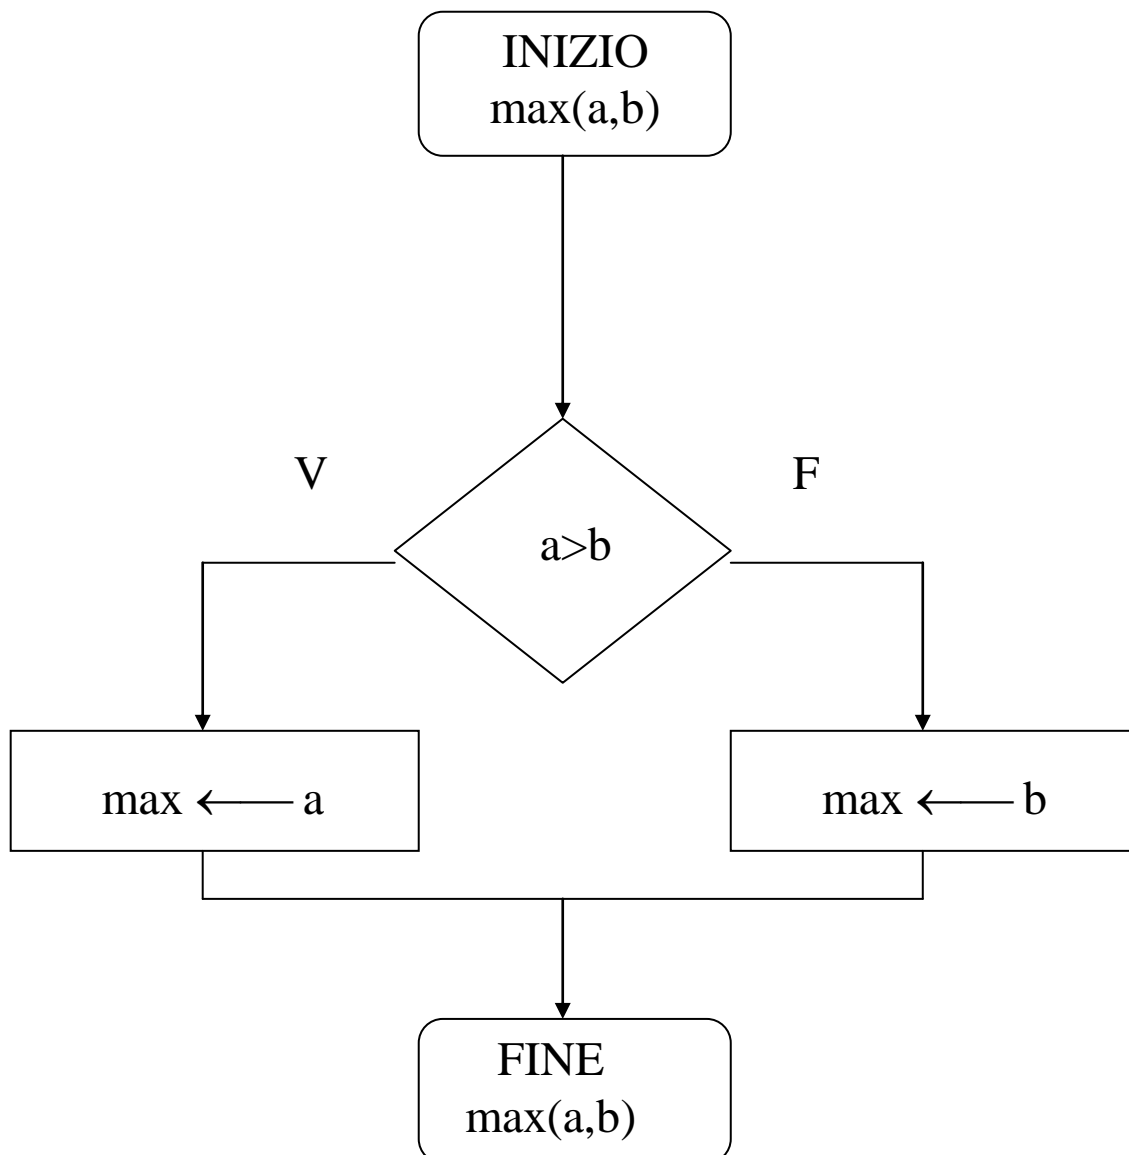 INIZIO
max(a,b)
V
F
a>b
max ⟵ a
max ⟵ b
FINE
max(a,b)